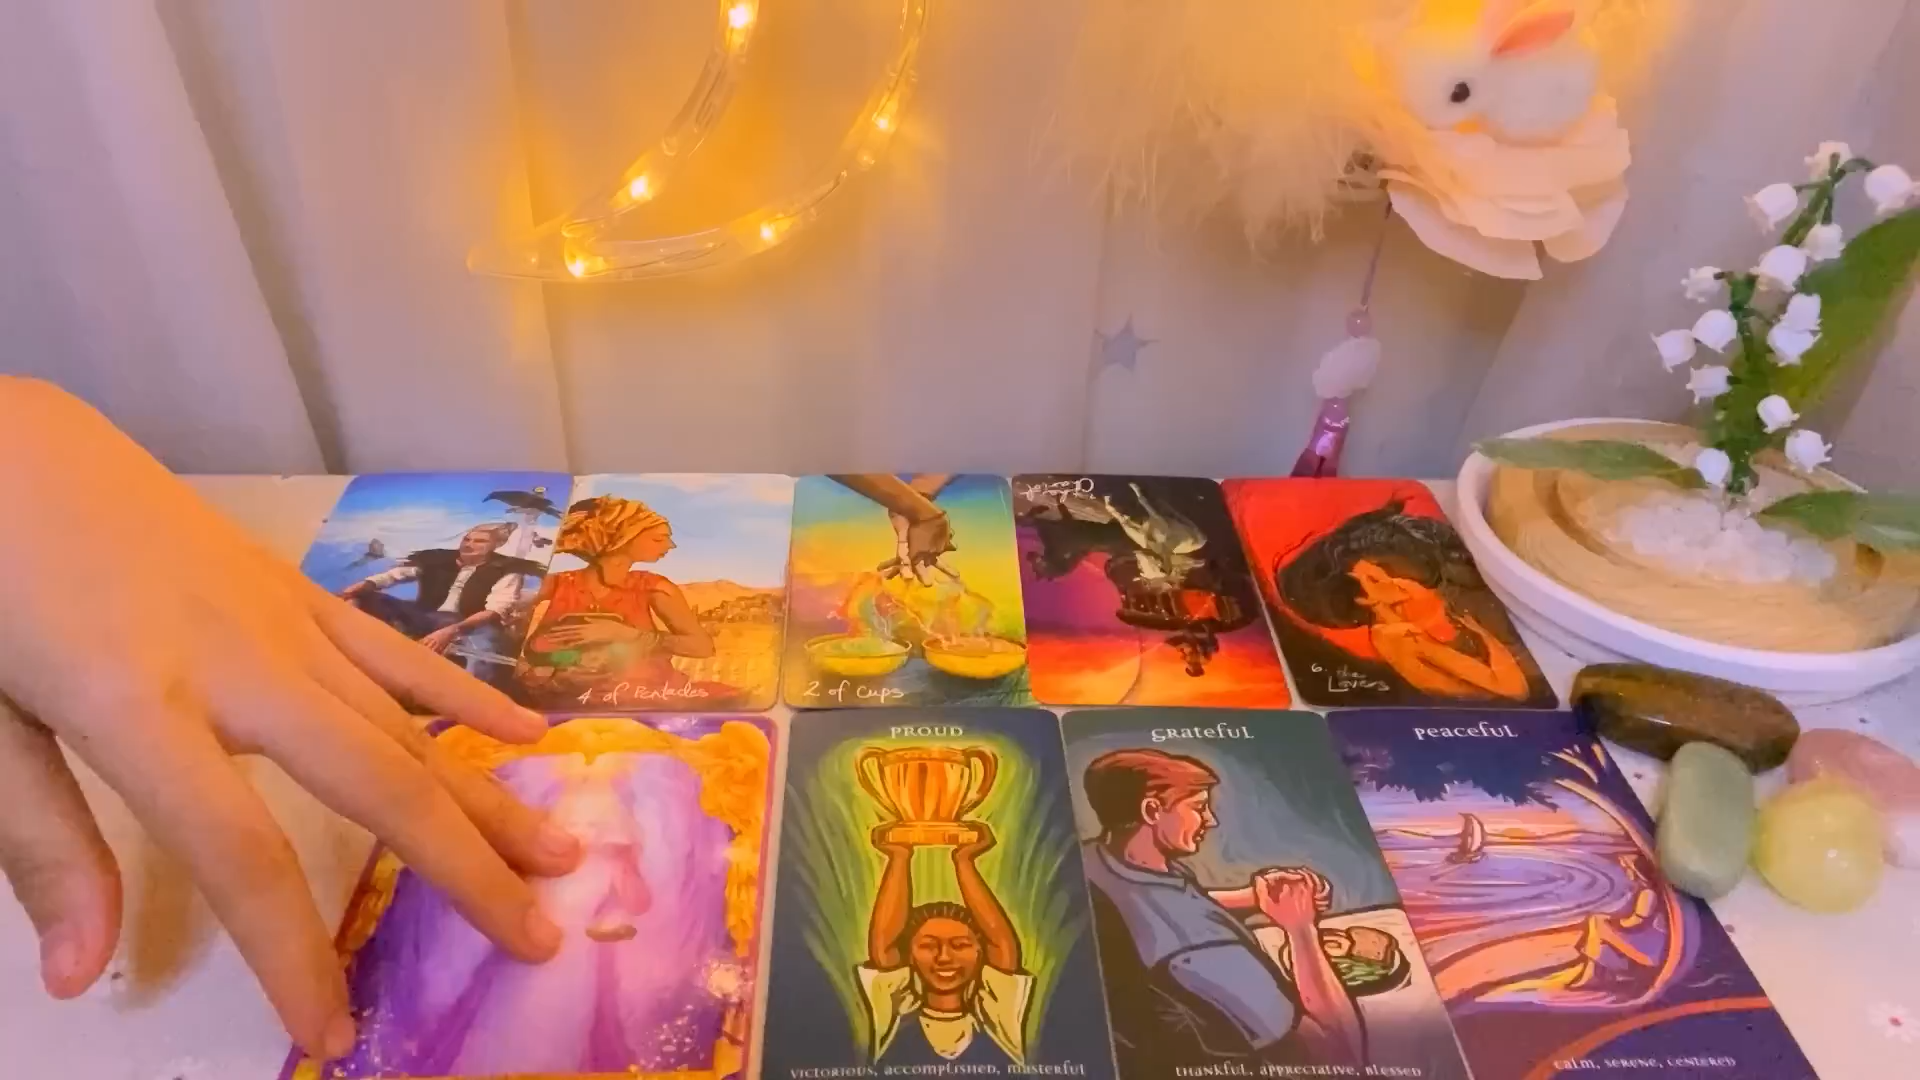 4 of Pentacles
2 of Cups
Chariot
6. the
Lovers
PROUD
GRATEFUL
PEACEFUL
VICTORIOUS, ACCOMPLISHED, MASTERFUL
THANKFUL, APPRECIATIVE, BLESSED
CALM, SERENE, CENTERED